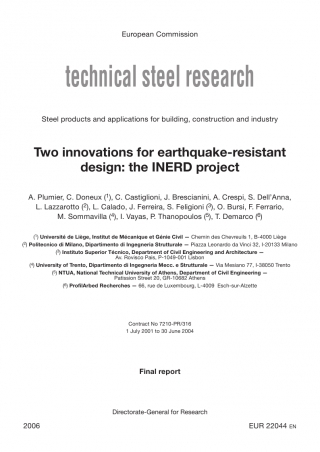 European Commission
technical steel research
Steel products and applications for building, construction and industry
Two innovations for earthquake-resistant
design: the INERD project
A. Plumier, C. Doneux (¹), C. Castiglioni, J. Brescianini, A. Crespi, S. Dell'Anna,
L. Lazzarotto (²), L. Calado, J. Ferreira, S. Feligioni (³), O. Bursi, F. Ferrario,
M. Sommavilla (⁴), I. Vayas, P. Thanopoulos (⁵), T. Demarco (⁶)
(¹) Université de Liège, Institut de Mécanique et Génie Civil — Chemin des Chevreuils 1, B-4000 Liège
(²) Politecnico di Milano, Dipartimento di Ingegneria Strutturale — Piazza Leonardo da Vinci 32, I-20133 Milano
(³) Instituto Superior Técnico, Department of Civil Engineering and Architecture —
Av. Rovisco Pais, P-1049-001 Lisbon
(⁴) University of Trento, Dipartimento di Ingegneria Mecc. e Strutturale — Via Mesiano 77, I-38050 Trento
(⁵) NTUA, National Technical University of Athens, Department of Civil Engineering —
Patission Street 20, GR-10682 Athens
(⁶) ProfilArbed Recherches — 66, rue de Luxembourg, L-4009 Esch-sur-Alzette
Contract No 7210-PR/316
1 July 2001 to 30 June 2004
Final report
Directorate-General for Research
2006 EUR 22044 EN